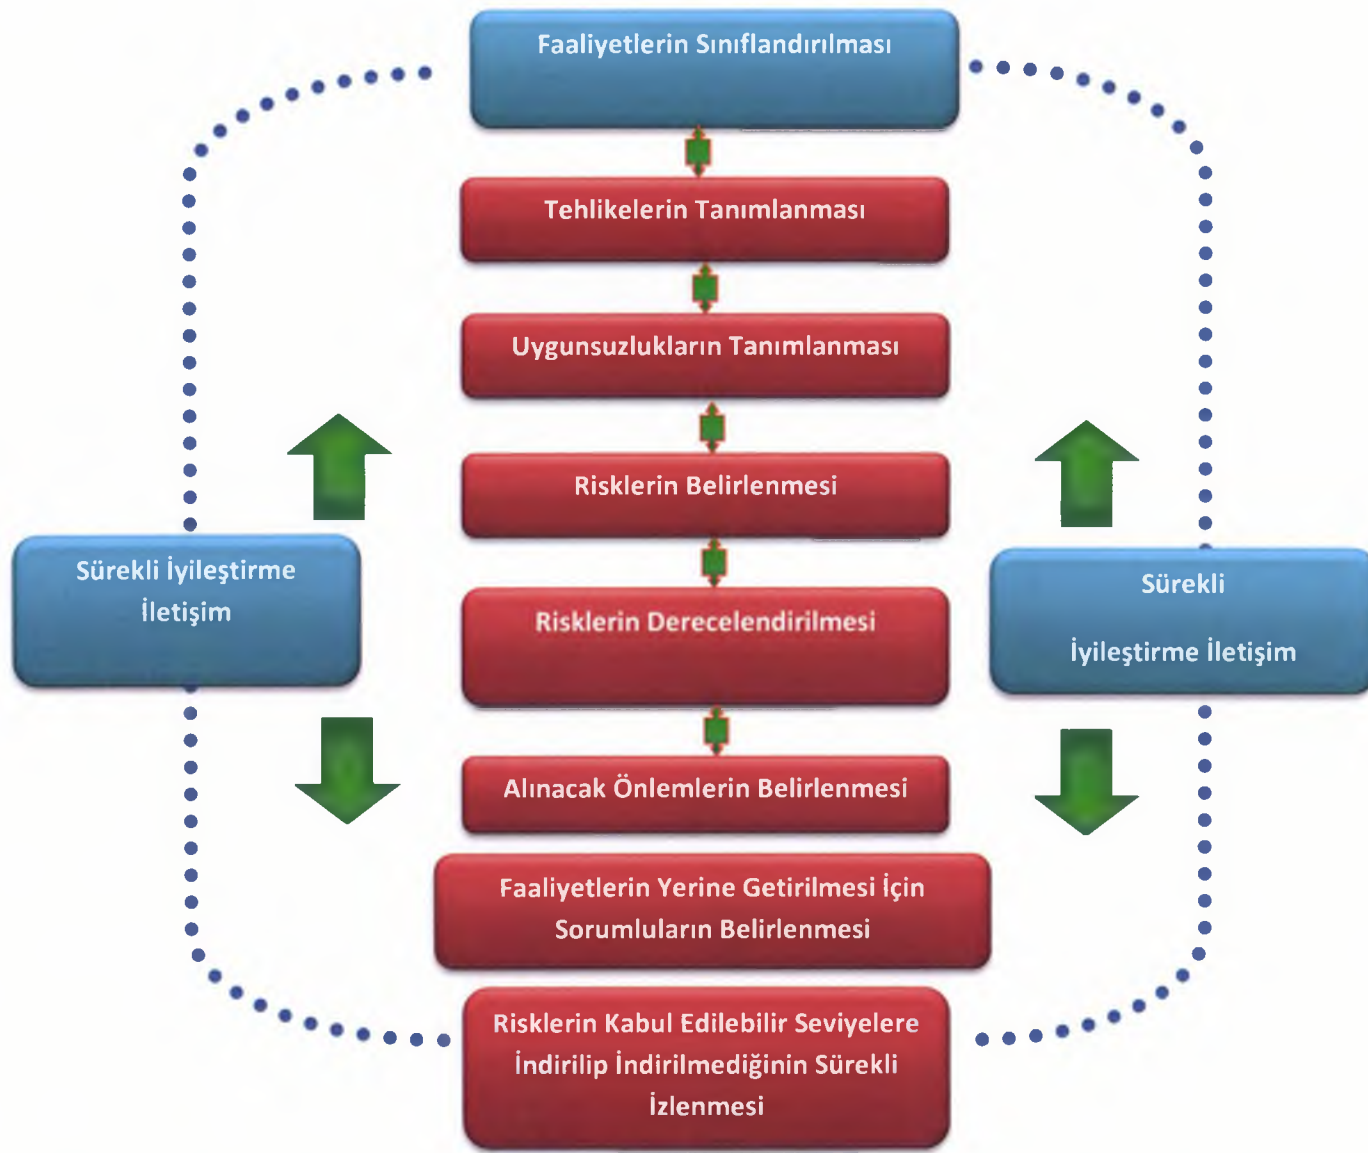 Faaliyetlerin Sınıflandırılması
Tehlikelerin Tanımlanması
Uygunsuzlukların Tanımlanması
Risklerin Belirlenmesi
Sürekli İyileştirme
İletişim
Risklerin Derecelendirilmesi
Sürekli
İyileştirme İletişim
Alınacak Önlemlerin Belirlenmesi
Faaliyetlerin Yerine Getirilmesi İçin
Sorumluların Belirlenmesi
Risklerin Kabul Edilebilir Seviyelere
İndirilip İndirilmediğinin Sürekli
İzlenmesi